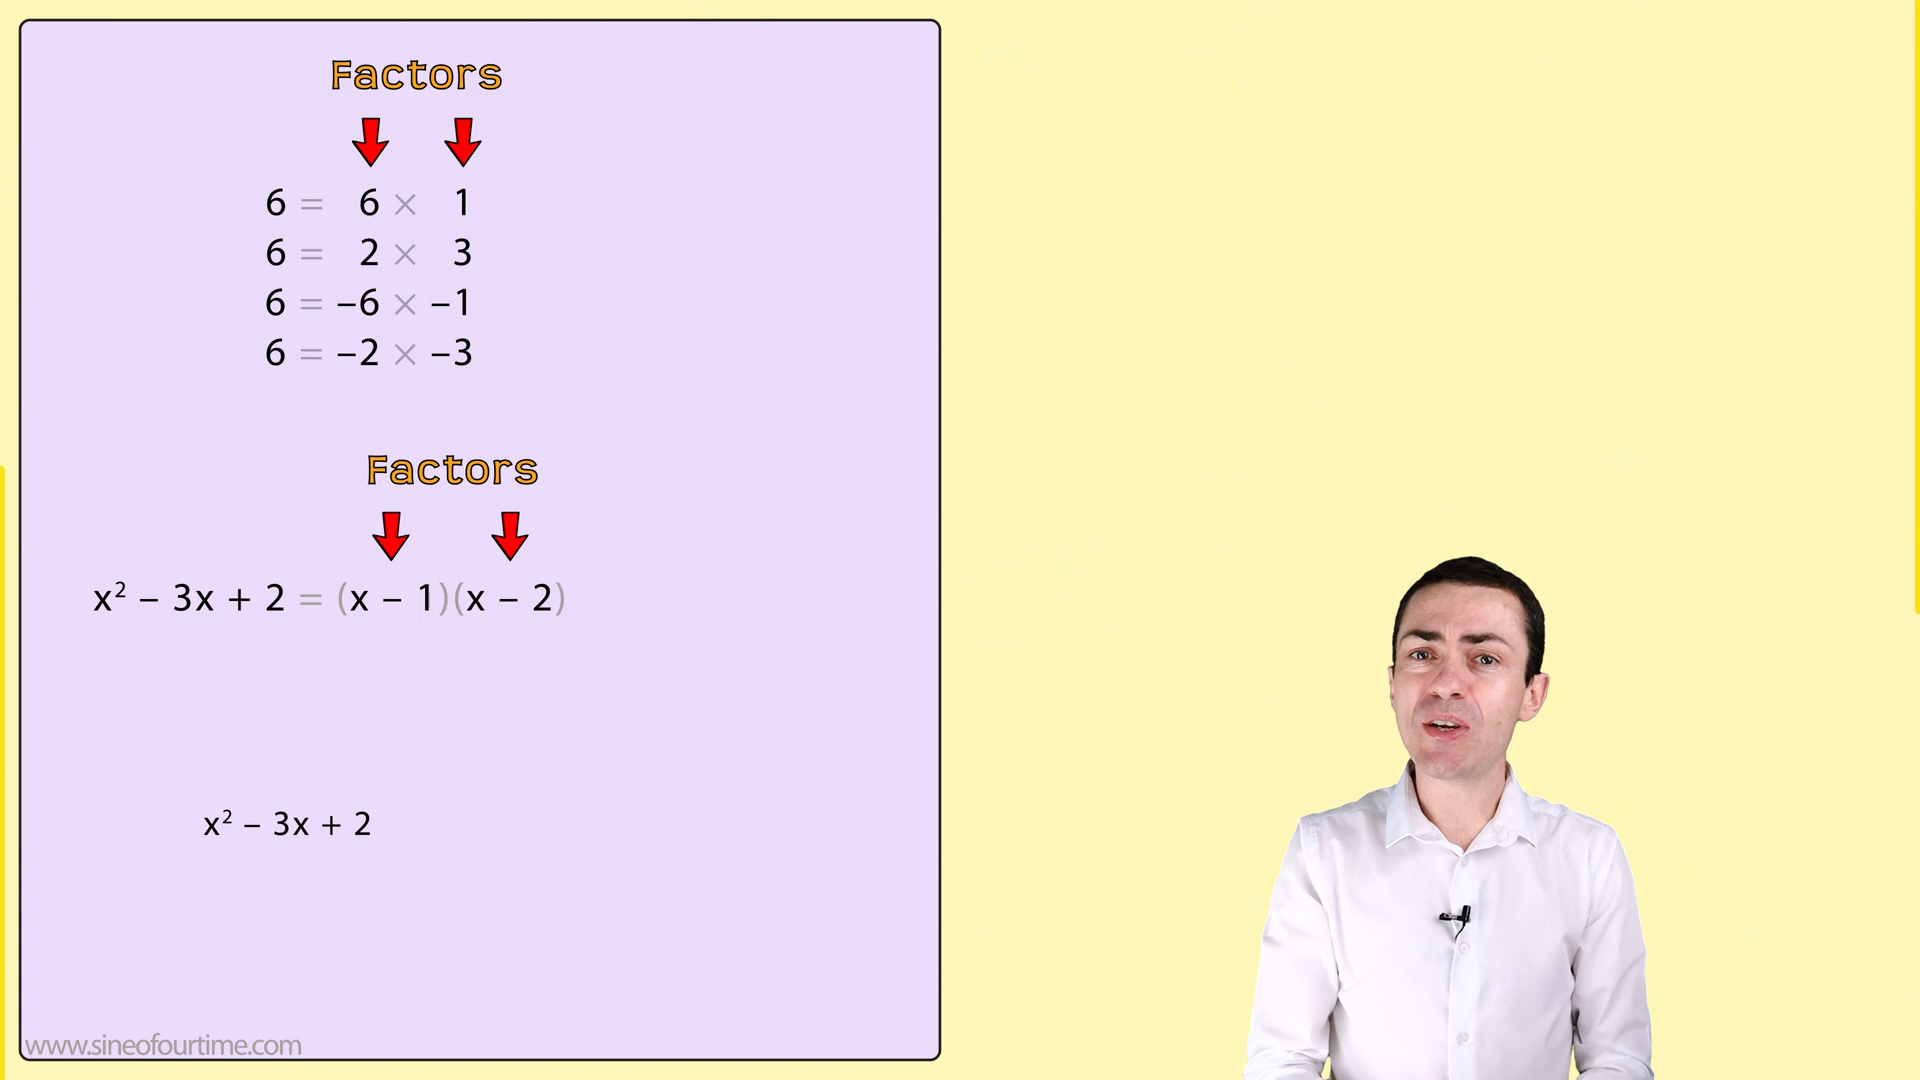 Factors
6 = 6 × 1
6 = 2 × 3
6 = –6 × –1
6 = –2 × –3
Factors
x² – 3x + 2 = (x – 1)(x – 2)
x² – 3x + 2
www.sineofourtime.com